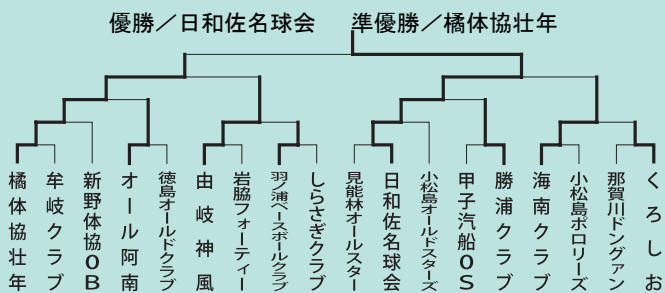 優勝／日和佐名球会　準優勝／橘体協壮年
橘体協壮年
牟岐クラブ
新野体協OB
オール阿南
徳島オールドクラブ
由岐神風
岩脇フォーティー
羽ノ浦ベースボールクラブ
しらさぎクラブ
見能林オールスター
日和佐名球会
小松島オールドスターズ
甲子汽船OS
勝浦クラブ
海南クラブ
小松島ポロリーズ
那賀川ドングァン
くろしお